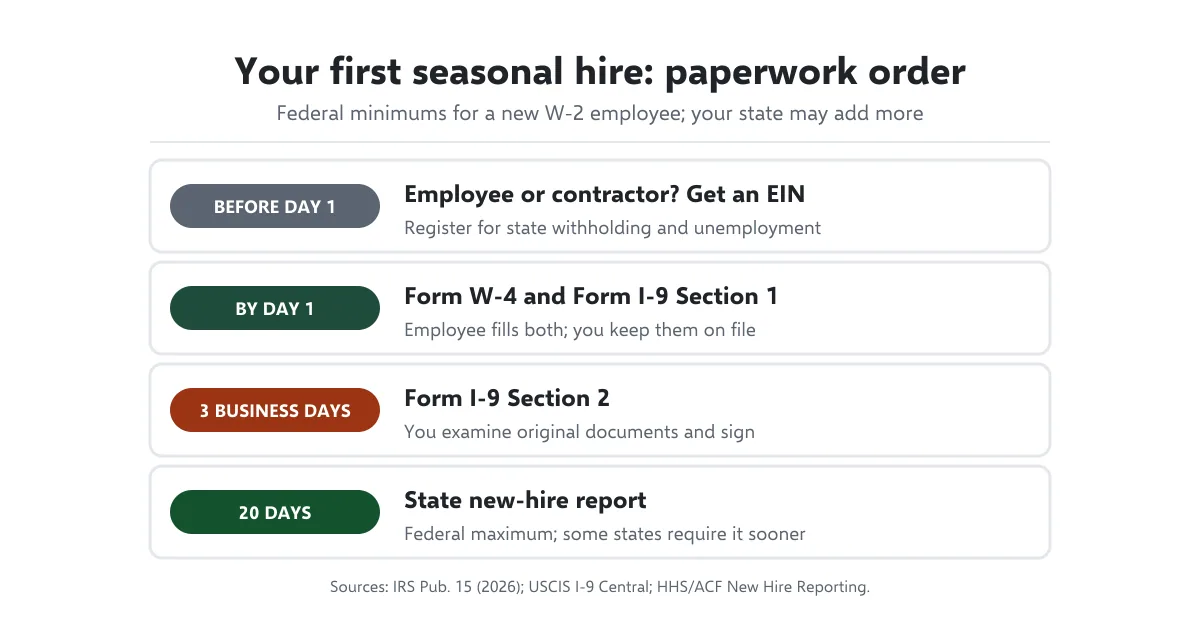 Your first seasonal hire: paperwork order
Federal minimums for a new W-2 employee; your state may add more
BEFORE DAY 1
Employee or contractor? Get an EIN
Register for state withholding and unemployment
BY DAY 1
Form W-4 and Form I-9 Section 1
Employee fills both; you keep them on file
3 BUSINESS DAYS
Form I-9 Section 2
You examine original documents and sign
20 DAYS
State new-hire report
Federal maximum; some states require it sooner
Sources: IRS Pub. 15 (2026); USCIS I-9 Central; HHS/ACF New Hire Reporting.